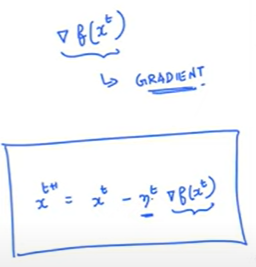 ∇f(x^t)
↳ GRADIENT
x^{t+1} = x^t - η^t ∇f(x^t)